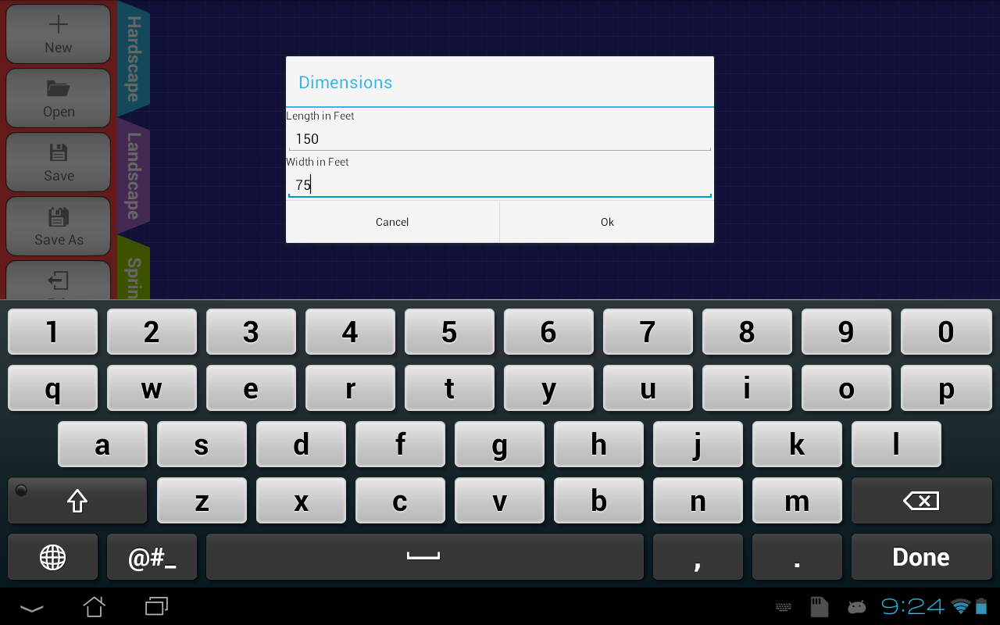 New
Open
Save
Save As
Hardscape
Landscape
Sprin
Dimensions
Length in Feet
150
Width in Feet
75
Cancel
Ok
1 2 3 4 5 6 7 8 9 0
q w e r t y u i o p
a s d f g h j k l
z x c v b n m
@#_ , . Done
9:24